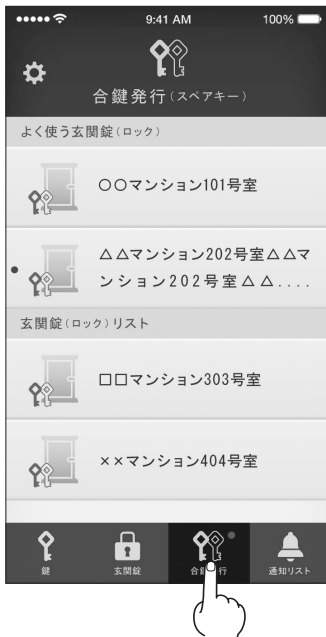 9:41 AM 100%
合鍵発行(スペアキー)
よく使う玄関錠(ロック)
○○マンション101号室
△△マンション202号室△△マ
ンション202号室△△....
玄関錠(ロック)リスト
□□マンション303号室
××マンション404号室
鍵 玄関錠 合 行 通知リスト